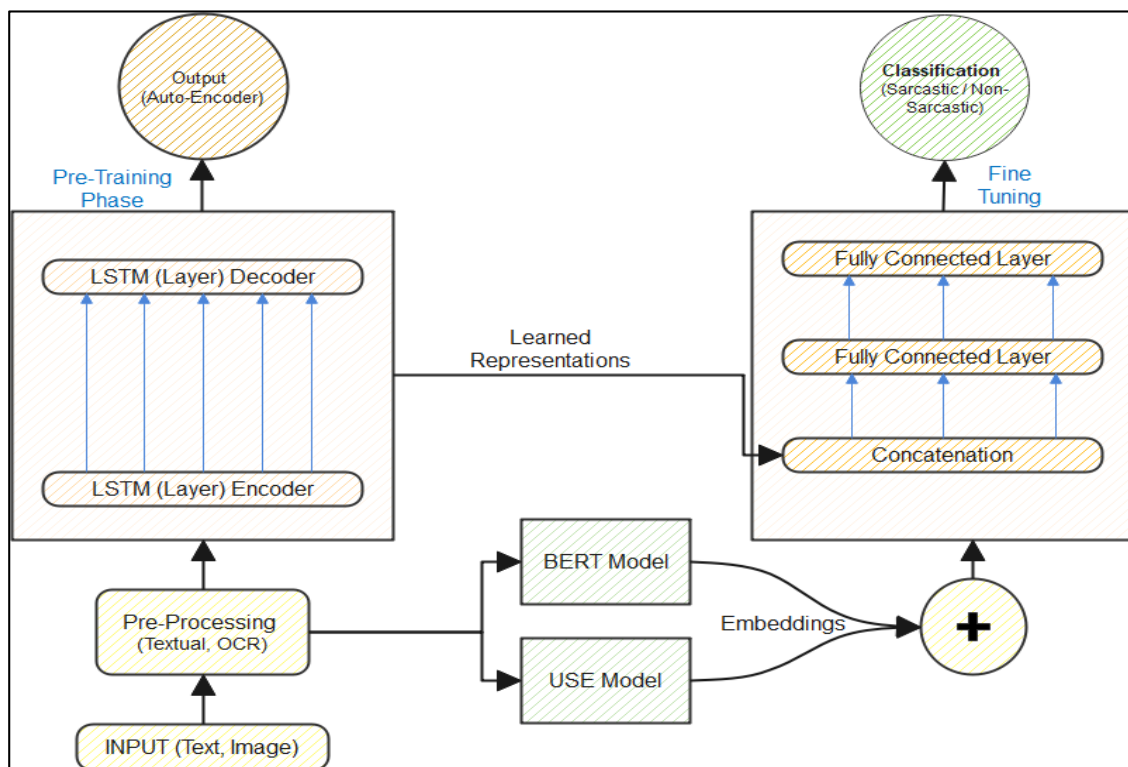 Output
(Auto-Encoder)
Classification
(Sarcastic / Non-
Sarcastic)
Pre-Training
Phase
Fine
Tuning
LSTM (Layer) Decoder
Fully Connected Layer
Learned
Representations
Fully Connected Layer
Concatenation
LSTM (Layer) Encoder
BERT Model
Pre-Processing
(Textual, OCR)
Embeddings
+
USE Model
INPUT (Text, Image)